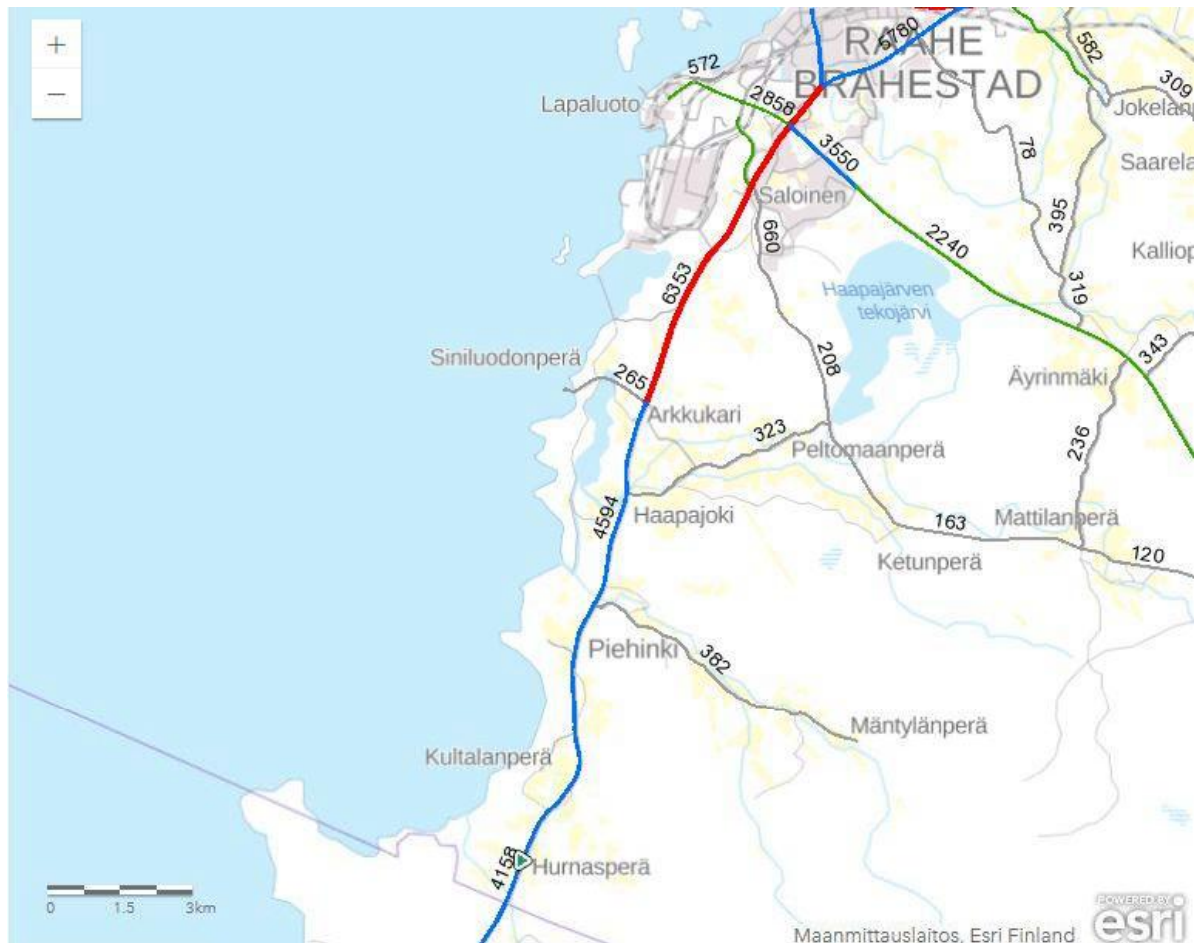 +
−
RAAHE
BRAHESTAD
5780
572
582
309
Lapaluoto
2858
Jokelanp
3550
78
Saarela
Saloinen
395
660
2240
Kalliop
6353
Haapajärven
tekojärvi
319
Siniluodonperä
265
208
343
Äyrinmäki
Arkkukari
323
Peltomaanperä
236
4594
Haapajoki
163
Mattilanperä
120
Ketunperä
Piehinki
382
Mäntylänperä
Kultalanperä
4158
Hurnasperä
0 1.5 3km
POWERED BY
esri
Maanmittauslaitos, Esri Finland